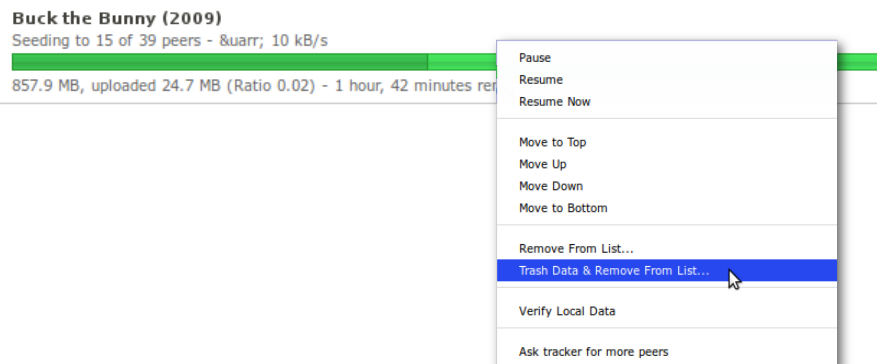 Buck the Bunny (2009)
Seeding to 15 of 39 peers - &uarr; 10 kB/s
857.9 MB, uploaded 24.7 MB (Ratio 0.02) - 1 hour, 42 minutes
Pause
Resume
Resume Now
Move to Top
Move Up
Move Down
Move to Bottom
Remove From List...
Trash Data & Remove From List...
Verify Local Data
Ask tracker for more peers